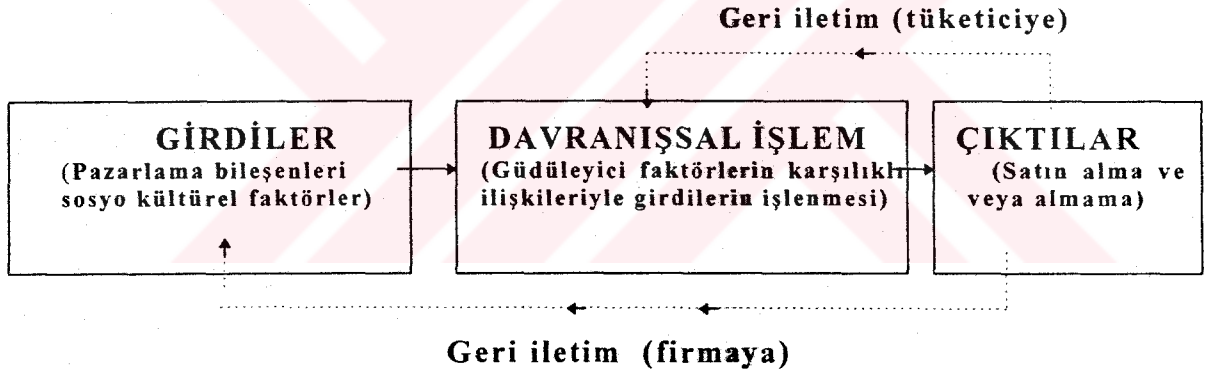 Geri iletim (tüketiciye)
GİRDİLER
(Pazarlama bileşenleri
sosyo kültürel faktörler)
DAVRANIŞSAL İŞLEM
(Güdüleyici faktörlerin karşılıklı
ilişkileriyle girdilerin işlenmesi)
ÇIKTILAR
(Satın alma ve
veya almama)
Geri iletim (firmaya)